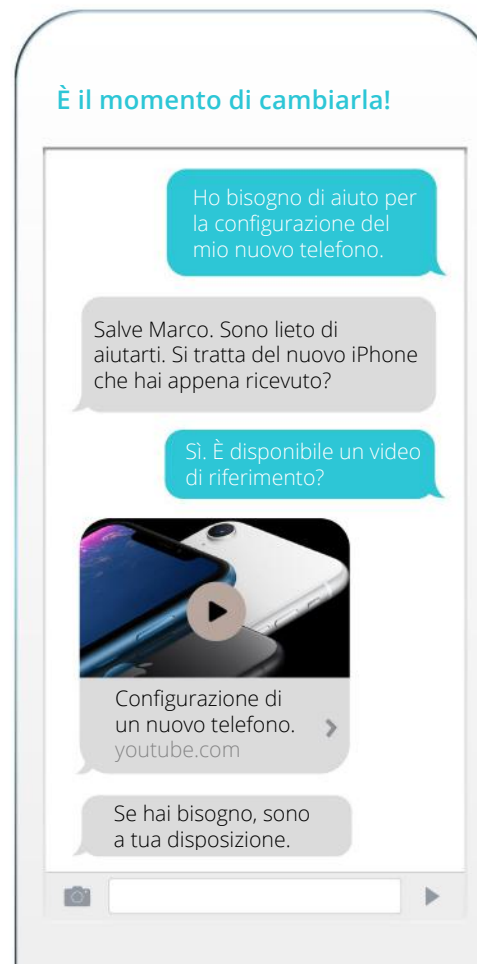 È il momento di cambiarla!
Ho bisogno di aiuto per
la configurazione del
mio nuovo telefono.
Salve Marco. Sono lieto di
aiutarti. Si tratta del nuovo iPhone
che hai appena ricevuto?
Sì. È disponibile un video
di riferimento?
Configurazione di
un nuovo telefono.
youtube.com
Se hai bisogno, sono
a tua disposizione.